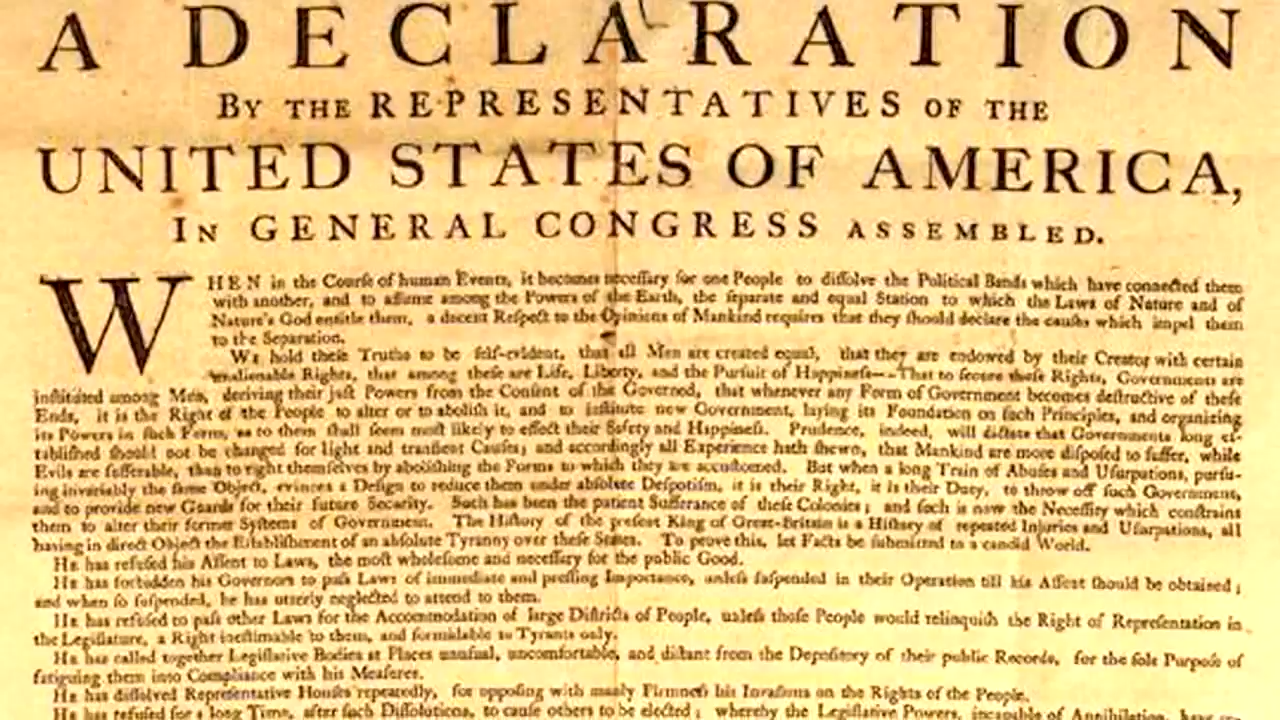 A DECLARATION
BY THE REPRESENTATIVES OF THE
UNITED STATES OF AMERICA,
IN GENERAL CONGRESS ASSEMBLED.
WHEN in the Courſe of human Events, it becomes neceſſary for one People to diſſolve the Political Bands which have connected them
with another, and to aſſume among the Powers of the Earth, the ſeparate and equal Station to which the Laws of Nature and of
Nature's God entitle them, a decent Reſpect to the Opinions of Mankind requires that they ſhould declare the cauſes which impel them
to the Separation.
WE hold theſe Truths to be ſelf-evident, that all Men are created equal, that they are endowed by their Creator with certain
unalienable Rights, that among theſe are Life, Liberty, and the Purſuit of Happineſs--That to ſecure theſe Rights, Governments are
inſtituted among Men, deriving their juſt Powers from the Conſent of the Governed, that whenever any Form of Government becomes deſtructive of theſe
Ends, it is the Right of the People to alter or to aboliſh it, and to inſtitute new Government, laying its Foundation on ſuch Principles, and organizing
its Powers in ſuch Form, as to them ſhall ſeem moſt likely to effect their Safety and Happineſs. Prudence, indeed, will dictate that Governments long eſ-
tabliſhed ſhould not be changed for light and tranſient Cauſes; and accordingly all Experience hath ſhewn, that Mankind are more diſpoſed to ſuffer, while
Evils are ſufferable, than to right themſelves by aboliſhing the Forms to which they are accuſtomed. But when a long Train of Abuſes and Uſurpations, purſu-
ing invariably the ſame Object, evinces a Deſign to reduce them under abſolute Deſpotiſm, it is their Right, it is their Duty, to throw off ſuch Government,
and to provide new Guards for their future Security. Such has been the patient Sufferance of theſe Colonies; and ſuch is now the Neceſſity which conſtrains
them to alter their former Syſtems of Government. The Hiſtory of the preſent King of Great-Britain is a Hiſtory of repeated Injuries and Uſurpations, all
having in direct Object the Eſtabliſhment of an abſolute Tyranny over theſe States. To prove this, let Facts be ſubmitted to a candid World.
HE has refuſed his Aſſent to Laws, the moſt wholeſome and neceſſary for the public Good.
HE has forbidden his Governors to paſs Laws of immediate and preſſing Importance, unleſs ſuſpended in their Operation till his Aſſent ſhould be obtained;
and when ſo ſuſpended, he has utterly neglected to attend to them.
HE has refuſed to paſs other Laws for the Accommodation of large Diſtricts of People, unleſs thoſe People would relinquiſh the Right of Representation in
the Legiſlature, a Right ineſtimable to them, and formidable to Tyrants only.
HE has called together Legiſlative Bodies at Places unuſual, uncomfortable, and diſtant from the Depoſitory of their public Records, for the ſole Purpoſe of
fatiguing them into Compliance with his Meaſures.
HE has diſſolved Repreſentative Houſes repeatedly, for oppoſing with manly Firmneſs his Invaſions on the Rights of the People.
HE has refuſed for a long Time, after ſuch Diſſolutions, to cauſe others to be elected; whereby the Legiſlative Powers, incapable of Annihilation, have